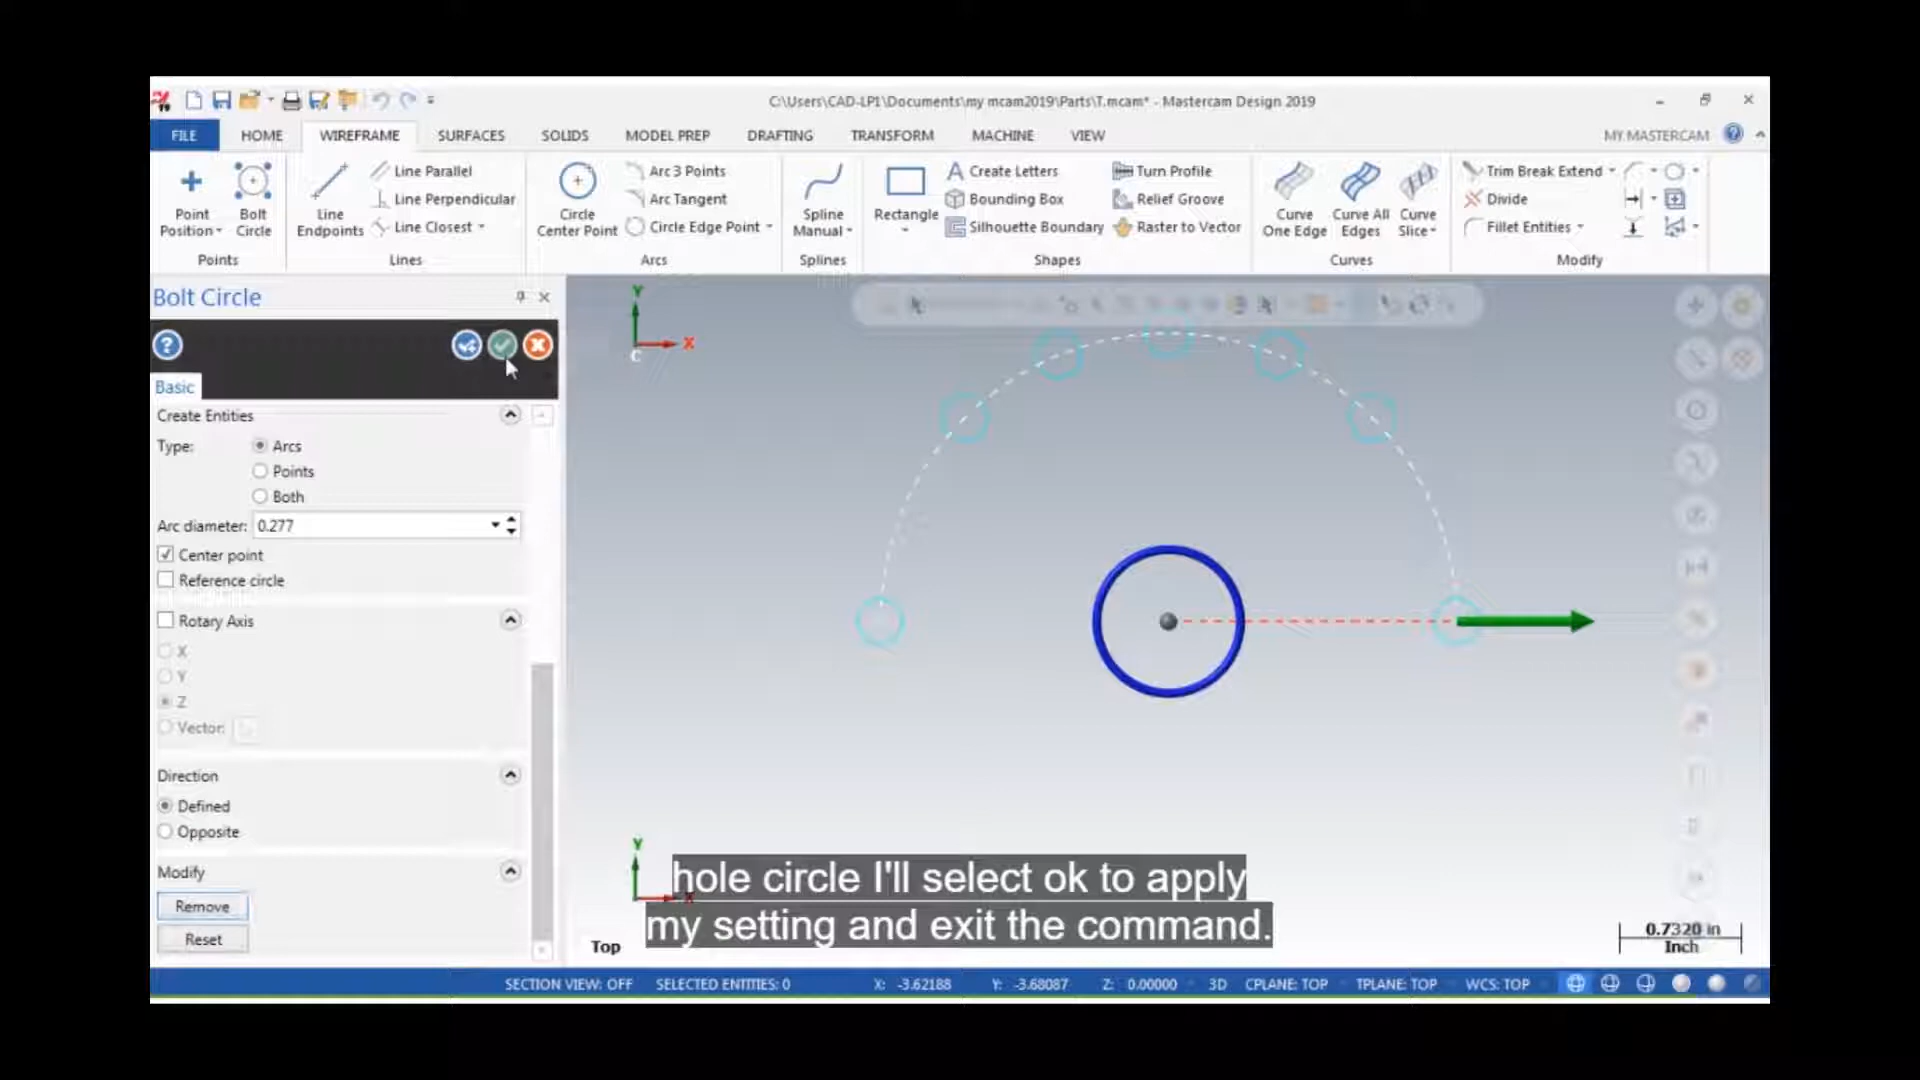 C:\Users\CAD-LP1\Documents\my mcam2019\Parts\T.mcam* - Mastercam Design 2019
FILE HOME WIREFRAME SURFACES SOLIDS MODEL PREP DRAFTING TRANSFORM MACHINE VIEW MY MASTERCAM
Point Position
Bolt Circle
Points
Line Endpoints
Line Parallel
Line Perpendicular
Line Closest
Lines
Circle Center Point
Arc 3 Points
Arc Tangent
Circle Edge Point
Arcs
Spline Manual
Splines
Rectangle
Create Letters
Bounding Box
Silhouette Boundary
Turn Profile
Relief Groove
Raster to Vector
Shapes
Curve One Edge
Curve All Edges
Curve Slice
Curves
Trim Break Extend
Divide
Fillet Entities
Modify
Bolt Circle
Basic
Create Entities
Type:
Arcs
Points
Both
Arc diameter: 0.277
Center point
Reference circle
Rotary Axis
X
Y
Z
Vector:
Direction
Defined
Opposite
Modify
Remove
Reset
Y
X
C
Y
X
hole circle I'll select ok to apply
my setting and exit the command.
Top
0.7320 in
Inch
SECTION VIEW: OFF SELECTED ENTITIES: 0 X: -3.62188 Y: -3.68087 Z: 0.00000 3D CPLANE: TOP TPLANE: TOP WCS: TOP